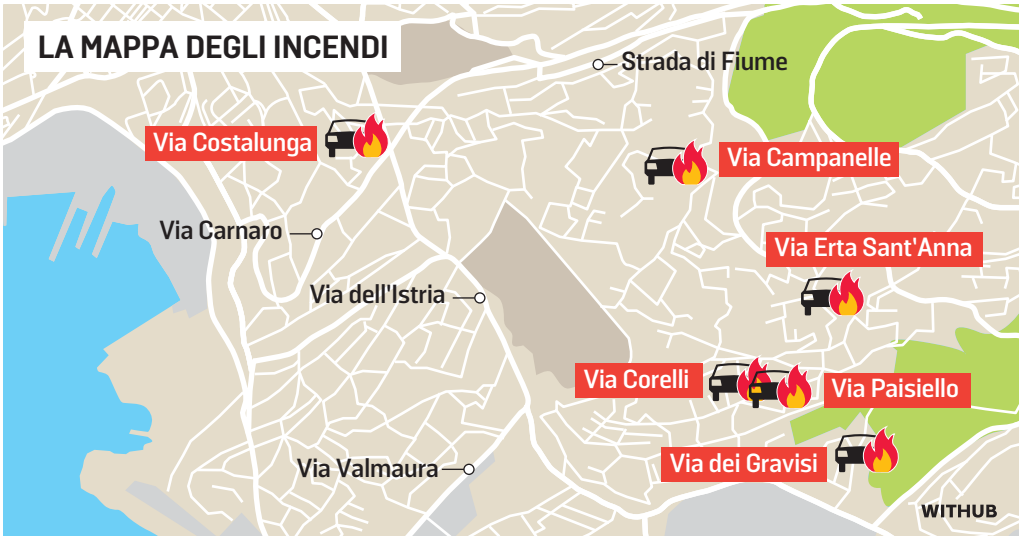 LA MAPPA DEGLI INCENDI
Strada di Fiume
Via Costalunga
Via Campanelle
Via Carnaro
Via Erta Sant'Anna
Via dell'Istria
Via Corelli
Via Paisiello
Via dei Gravisi
Via Valmaura
WITHUB